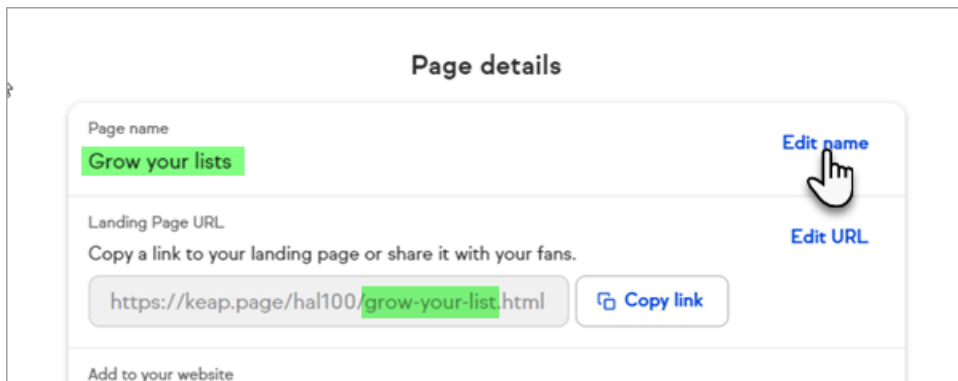 Page details
Page name
Edit name
Grow your lists
Landing Page URL
Edit URL
Copy a link to your landing page or share it with your fans.
https://keap.page/hal100/grow-your-list.html
Copy link
Add to your website